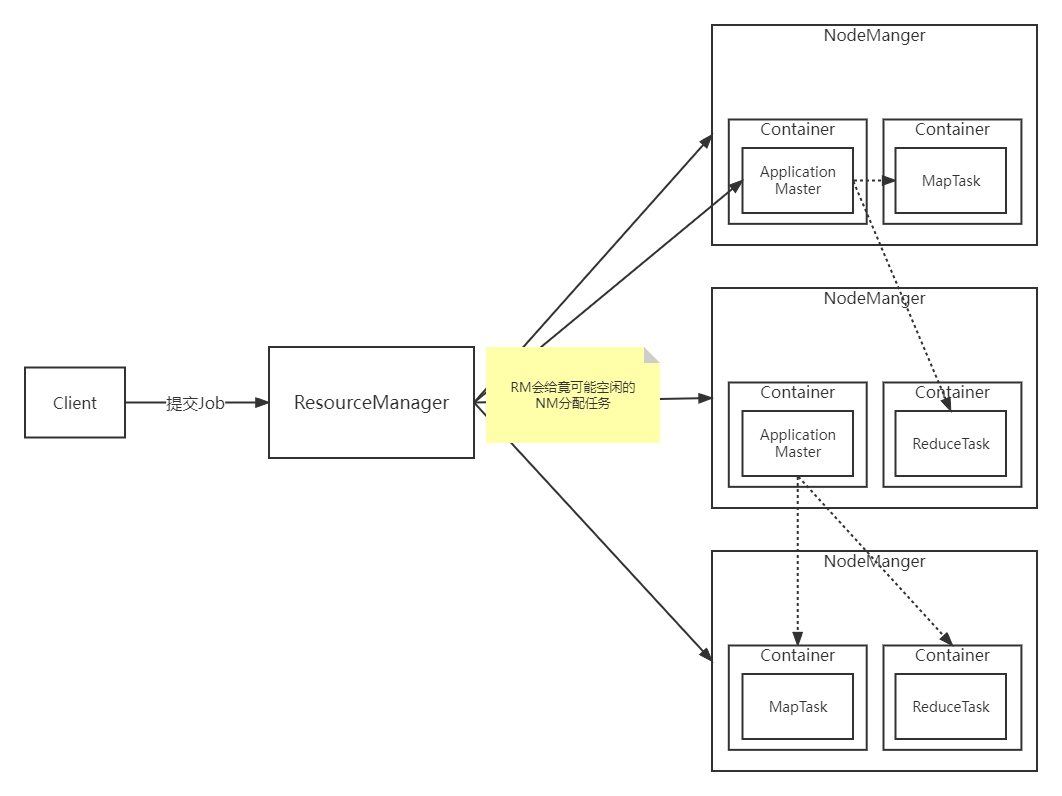 Client
提交Job
ResourceManager
RM会给竟可能空闲的
NM分配任务
NodeManger
Container
Application
Master
Container
MapTask
NodeManger
Container
Application
Master
Container
ReduceTask
NodeManger
Container
MapTask
Container
ReduceTask